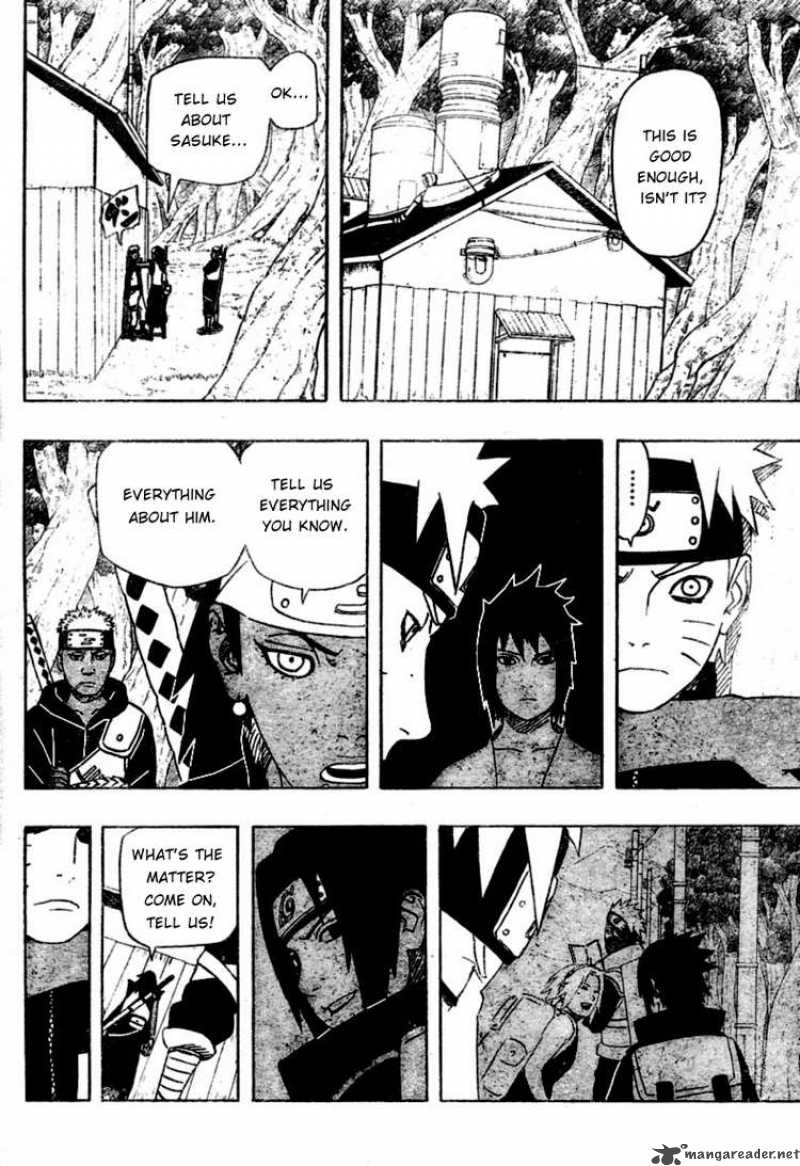 THIS IS
GOOD
ENOUGH,
ISN'T IT?
OK...
TELL US
ABOUT
SASUKE...
.........
TELL US
EVERYTHING
YOU KNOW.
EVERYTHING
ABOUT HIM.
WHAT'S THE
MATTER?
COME ON,
TELL US!
mangareader.net